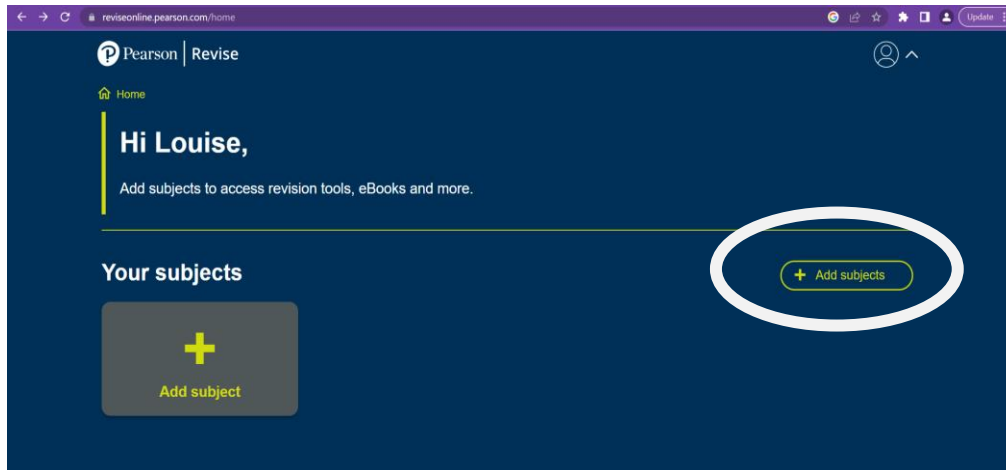 reviseonline.pearson.com/home
Update
Pearson | Revise
Home
Hi Louise,
Add subjects to access revision tools, eBooks and more.
Your subjects
+ Add subjects
+
Add subject